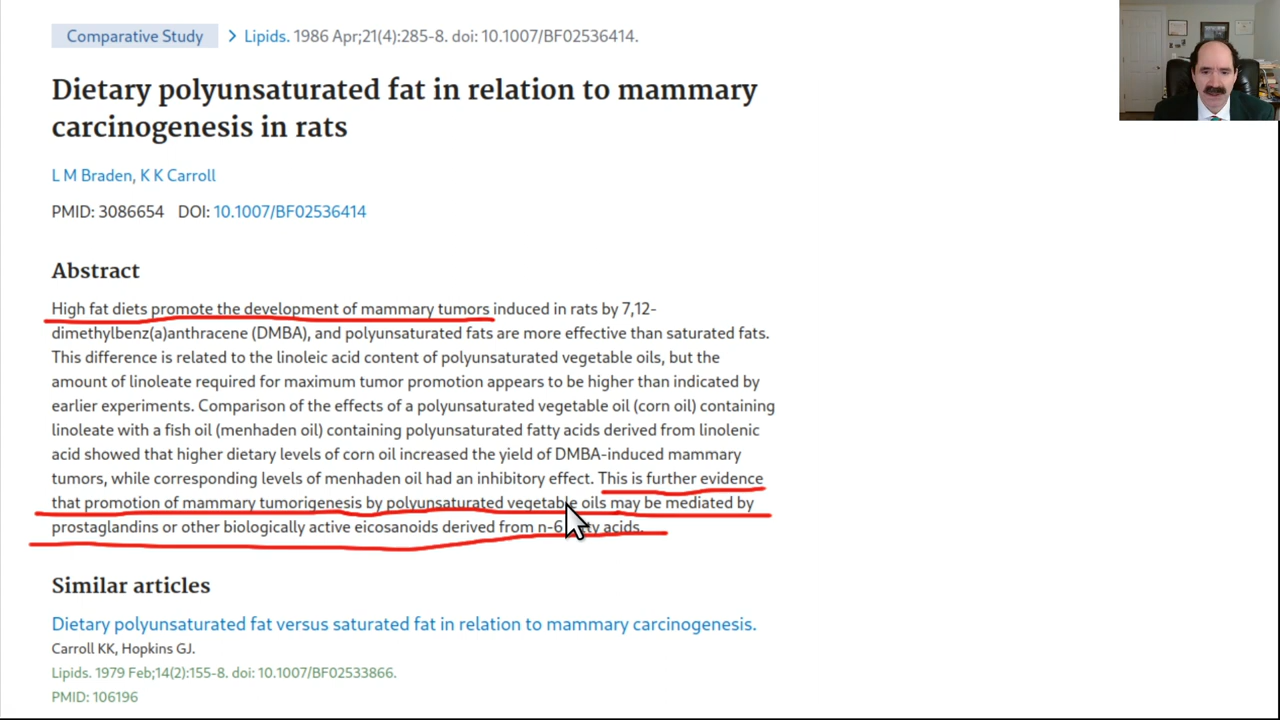 Comparative Study > Lipids. 1986 Apr;21(4):285-8. doi: 10.1007/BF02536414.
Dietary polyunsaturated fat in relation to mammary
carcinogenesis in rats
L M Braden, K K Carroll
PMID: 3086654 DOI: 10.1007/BF02536414
Abstract
High fat diets promote the development of mammary tumors induced in rats by 7,12-
dimethylbenz(a)anthracene (DMBA), and polyunsaturated fats are more effective than saturated fats.
This difference is related to the linoleic acid content of polyunsaturated vegetable oils, but the
amount of linoleate required for maximum tumor promotion appears to be higher than indicated by
earlier experiments. Comparison of the effects of a polyunsaturated vegetable oil (corn oil) containing
linoleate with a fish oil (menhaden oil) containing polyunsaturated fatty acids derived from linolenic
acid showed that higher dietary levels of corn oil increased the yield of DMBA-induced mammary
tumors, while corresponding levels of menhaden oil had an inhibitory effect. This is further evidence
that promotion of mammary tumorigenesis by polyunsaturated vegetable oils may be mediated by
prostaglandins or other biologically active eicosanoids derived from n-6 acids.
Similar articles
Dietary polyunsaturated fat versus saturated fat in relation to mammary carcinogenesis.
Carroll KK, Hopkins GJ.
Lipids. 1979 Feb;14(2):155-8. doi: 10.1007/BF02533866.
PMID: 106196